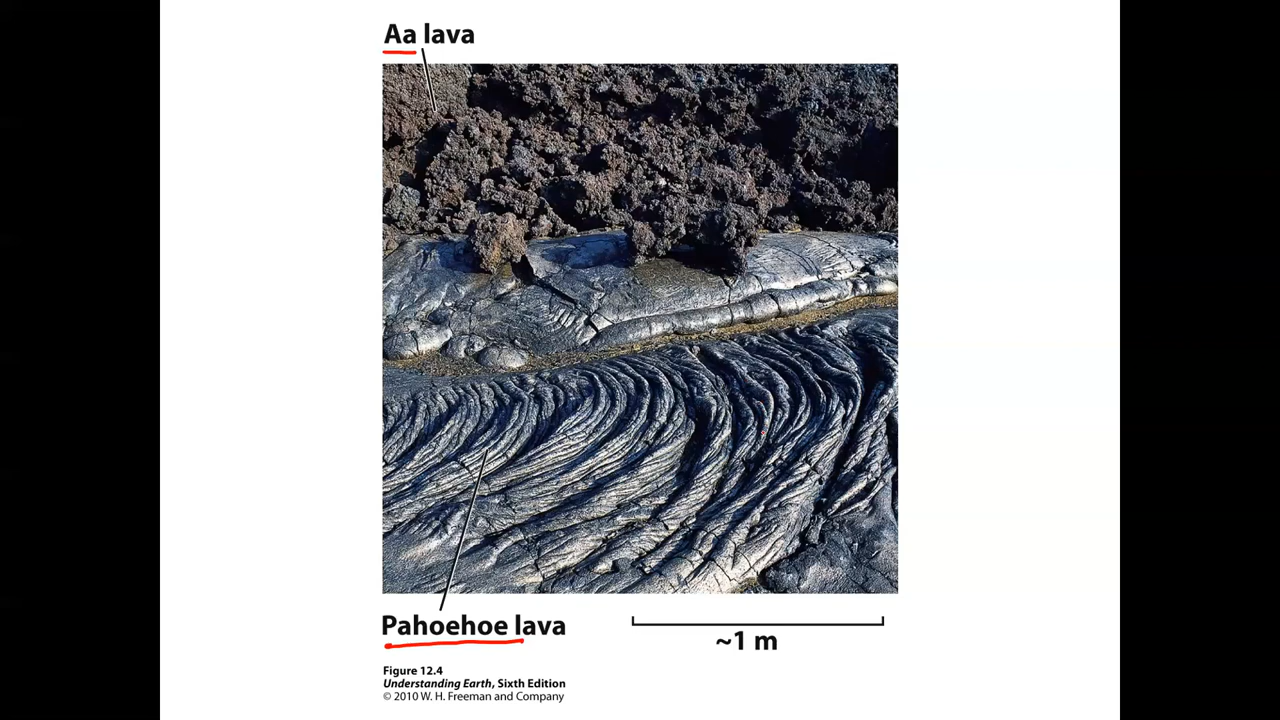 Aa lava
Pahoehoe lava
~1 m
Figure 12.4
Understanding Earth, Sixth Edition
© 2010 W. H. Freeman and Company